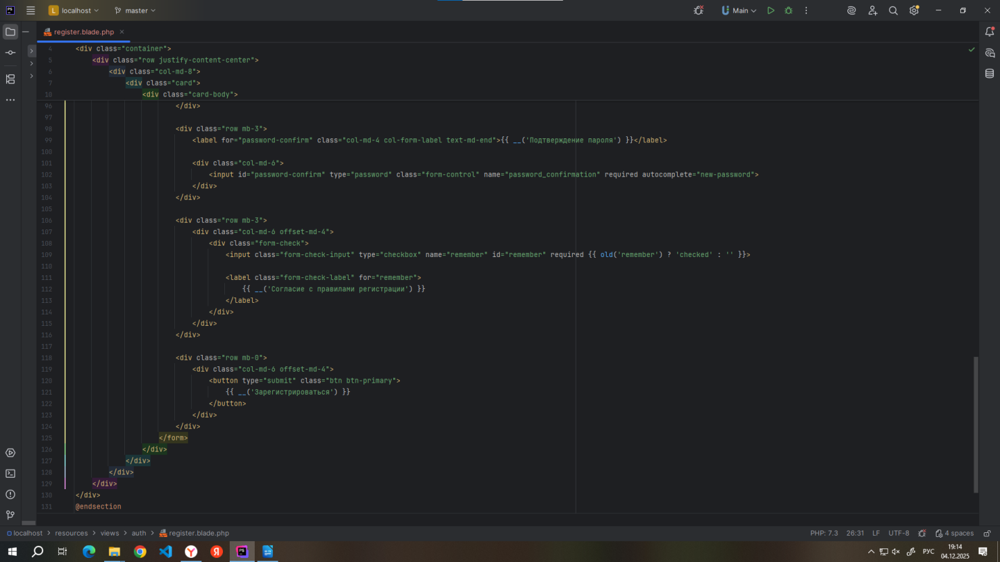 L localhost
master
Main
register.blade.php
4 <div class="container">
5 <div class="row justify-content-center">
6 <div class="col-md-8">
7 <div class="card">
10 <div class="card-body">
96 </div>
97
98 <div class="row mb-3">
99 <label for="password-confirm" class="col-md-4 col-form-label text-md-end">{{ __('Подтверждение пароля') }}</label>
100
101 <div class="col-md-6">
102 <input id="password-confirm" type="password" class="form-control" name="password_confirmation" required autocomplete="new-password">
103 </div>
104 </div>
105
106 <div class="row mb-3">
107 <div class="col-md-6 offset-md-4">
108 <div class="form-check">
109 <input class="form-check-input" type="checkbox" name="remember" id="remember" required {{ old('remember') ? 'checked' : '' }}>
110
111 <label class="form-check-label" for="remember">
112 {{ __('Согласие с правилами регистрации') }}
113 </label>
114 </div>
115 </div>
116 </div>
117
118 <div class="row mb-0">
119 <div class="col-md-6 offset-md-4">
120 <button type="submit" class="btn btn-primary">
121 {{ __('Зарегистрироваться') }}
122 </button>
123 </div>
124 </div>
125 </form>
126 </div>
127 </div>
128 </div>
129 </div>
130 </div>
131 @endsection
localhost > resources > views > auth > register.blade.php
PHP: 7.3 26:31 LF UTF-8 4 spaces
РУС
19:14
04.12.2025